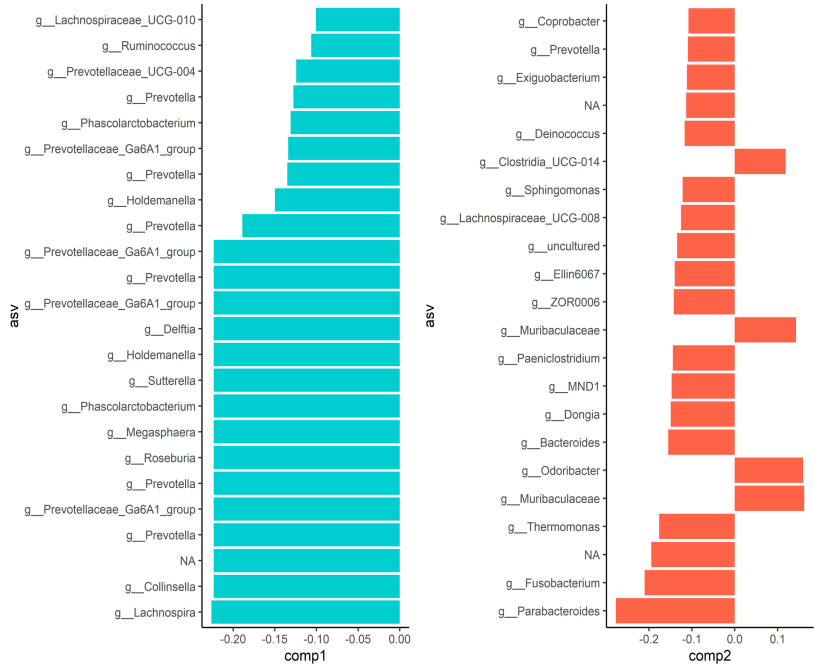 g__Lachnospiraceae_UCG-010
g__Ruminococcus
g__Prevotellaceae_UCG-004
g__Prevotella
g__Phascolarctobacterium
g__Prevotellaceae_Ga6A1_group
g__Prevotella
g__Holdemanella
g__Prevotella
g__Prevotellaceae_Ga6A1_group
g__Prevotella
g__Prevotellaceae_Ga6A1_group
g__Delftia
g__Holdemanella
g__Sutterella
g__Phascolarctobacterium
g__Megasphaera
g__Roseburia
g__Prevotella
g__Prevotellaceae_Ga6A1_group
g__Prevotella
NA
g__Collinsella
g__Lachnospira
asv
-0.20 -0.15 -0.10 -0.05 0.00
comp1
g__Coprobacter
g__Prevotella
g__Exiguobacterium
NA
g__Deinococcus
g__Clostridia_UCG-014
g__Sphingomonas
g__Lachnospiraceae_UCG-008
g__uncultured
g__Ellin6067
g__ZOR0006
g__Muribaculaceae
g__Paeniclostridium
g__MND1
g__Dongia
g__Bacteroides
g__Odoribacter
g__Muribaculaceae
g__Thermomonas
NA
g__Fusobacterium
g__Parabacteroides
asv
-0.2 -0.1 0.0 0.1
comp2